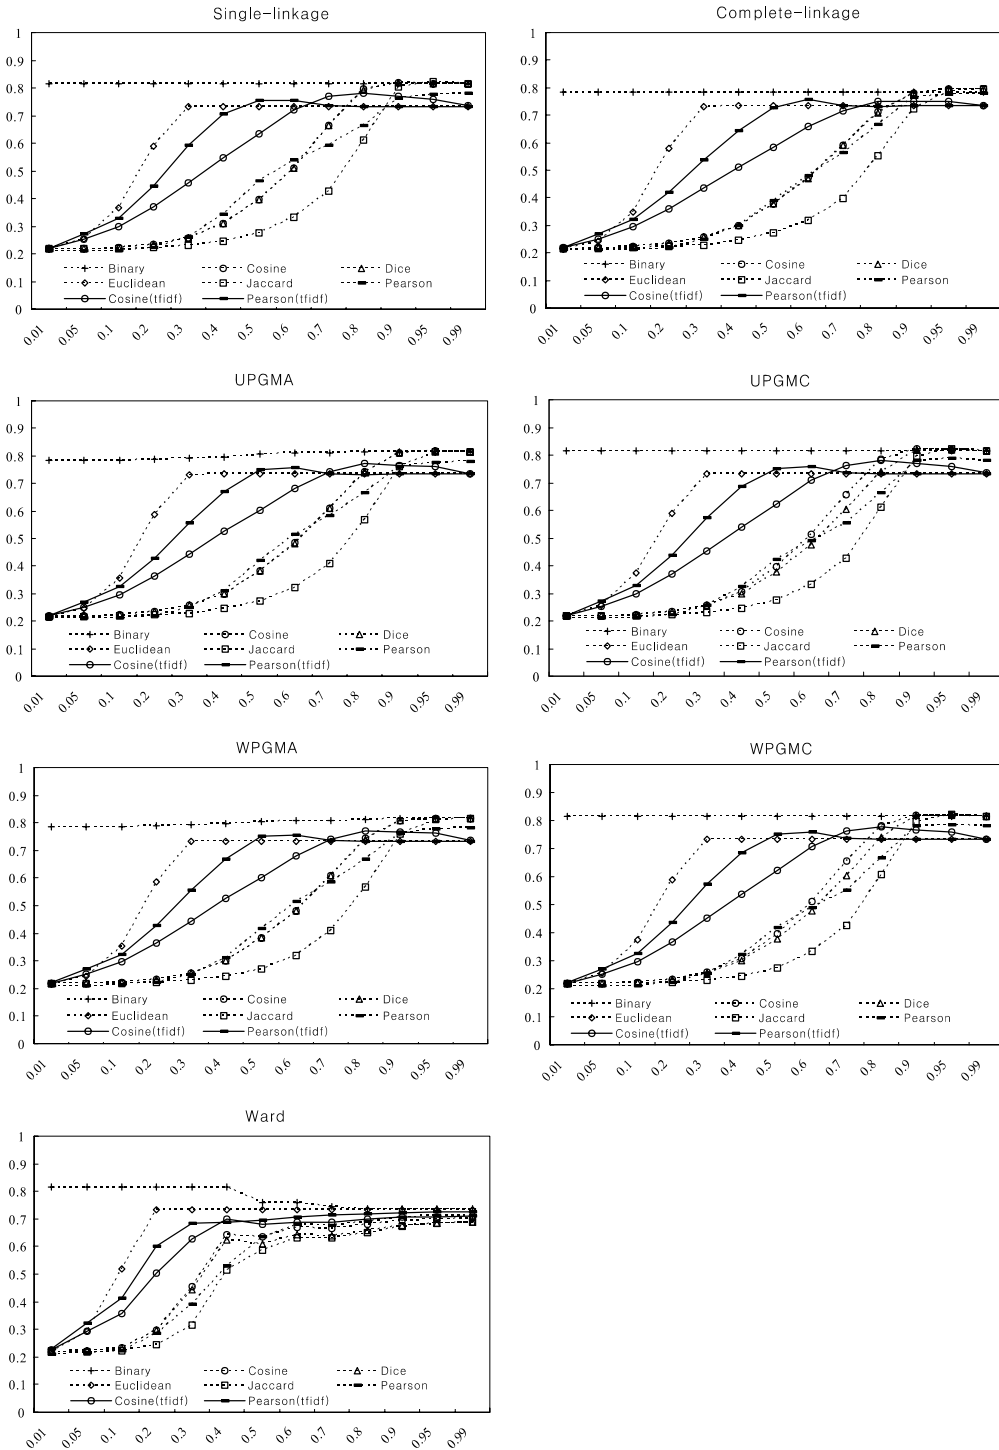 Single-linkage
1
0.9
0.8
0.7
0.6
0.5
0.4
0.3
0.2
0.1
0
Binary Cosine Dice
Euclidean Jaccard Pearson
Cosine(tfidf) Pearson(tfidf)
0.01 0.05 0.1 0.2 0.3 0.4 0.5 0.6 0.7 0.8 0.9 0.95 0.99
Complete-linkage
1
0.9
0.8
0.7
0.6
0.5
0.4
0.3
0.2
0.1
0
Binary Cosine Dice
Euclidean Jaccard Pearson
Cosine(tfidf) Pearson(tfidf)
0.01 0.05 0.1 0.2 0.3 0.4 0.5 0.6 0.7 0.8 0.9 0.95 0.99
UPGMA
1
0.9
0.8
0.7
0.6
0.5
0.4
0.3
0.2
0.1
0
Binary Cosine Dice
Euclidean Jaccard Pearson
Cosine(tfidf) Pearson(tfidf)
0.01 0.05 0.1 0.2 0.3 0.4 0.5 0.6 0.7 0.8 0.9 0.95 0.99
UPGMC
1
0.9
0.8
0.7
0.6
0.5
0.4
0.3
0.2
0.1
0
Binary Cosine Dice
Euclidean Jaccard Pearson
Cosine(tfidf) Pearson(tfidf)
0.01 0.05 0.1 0.2 0.3 0.4 0.5 0.6 0.7 0.8 0.9 0.95 0.99
WPGMA
1
0.9
0.8
0.7
0.6
0.5
0.4
0.3
0.2
0.1
0
Binary Cosine Dice
Euclidean Jaccard Pearson
Cosine(tfidf) Pearson(tfidf)
0.01 0.05 0.1 0.2 0.3 0.4 0.5 0.6 0.7 0.8 0.9 0.95 0.99
WPGMC
1
0.9
0.8
0.7
0.6
0.5
0.4
0.3
0.2
0.1
0
Binary Cosine Dice
Euclidean Jaccard Pearson
Cosine(tfidf) Pearson(tfidf)
0.01 0.05 0.1 0.2 0.3 0.4 0.5 0.6 0.7 0.8 0.9 0.95 0.99
Ward
1
0.9
0.8
0.7
0.6
0.5
0.4
0.3
0.2
0.1
0
Binary Cosine Dice
Euclidean Jaccard Pearson
Cosine(tfidf) Pearson(tfidf)
0.01 0.05 0.1 0.2 0.3 0.4 0.5 0.6 0.7 0.8 0.9 0.95 0.99